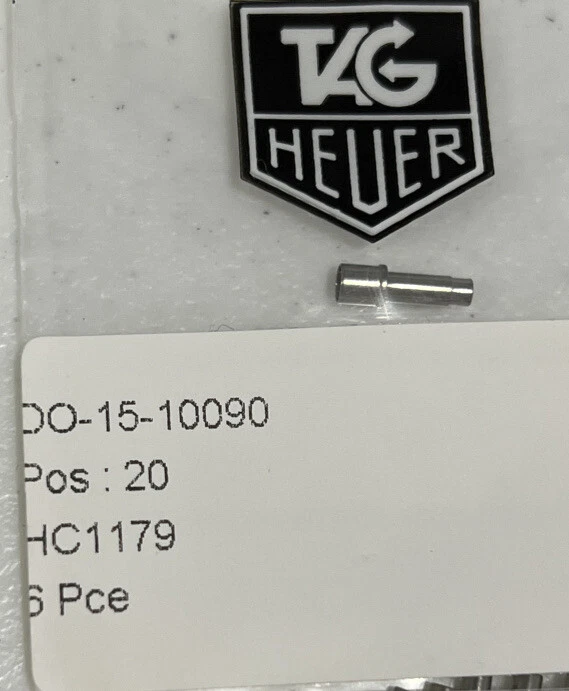 TAG
HEUER
DO-15-10090
Pos : 20
HC1179
6 Pce